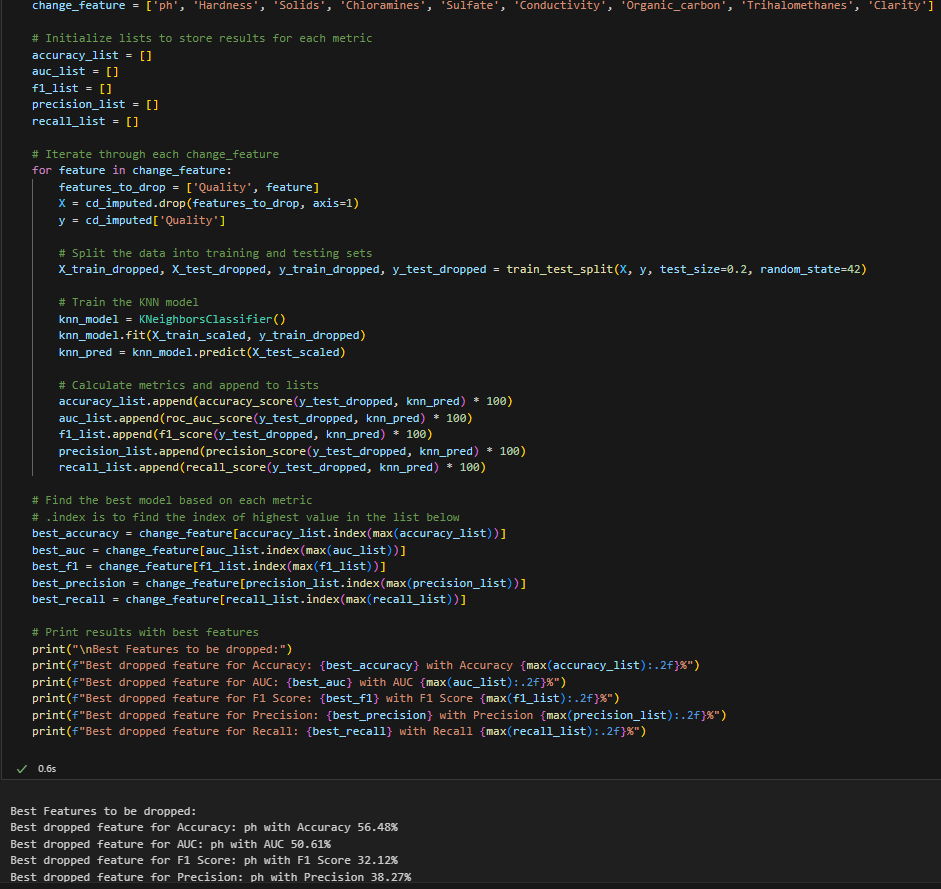 change_feature = ['ph', 'Hardness', 'Solids', 'Chloramines', 'Sulfate', 'Conductivity', 'Organic_carbon', 'Trihalomethanes', 'Clarity']
# Initialize lists to store results for each metric
accuracy_list = []
auc_list = []
f1_list = []
precision_list = []
recall_list = []
# Iterate through each change_feature
for feature in change_feature:
features_to_drop = ['Quality', feature]
X = cd_imputed.drop(features_to_drop, axis=1)
y = cd_imputed['Quality']
# Split the data into training and testing sets
X_train_dropped, X_test_dropped, y_train_dropped, y_test_dropped = train_test_split(X, y, test_size=0.2, random_state=42)
# Train the KNN model
knn_model = KNeighborsClassifier()
knn_model.fit(X_train_scaled, y_train_dropped)
knn_pred = knn_model.predict(X_test_scaled)
# Calculate metrics and append to lists
accuracy_list.append(accuracy_score(y_test_dropped, knn_pred) * 100)
auc_list.append(roc_auc_score(y_test_dropped, knn_pred) * 100)
f1_list.append(f1_score(y_test_dropped, knn_pred) * 100)
precision_list.append(precision_score(y_test_dropped, knn_pred) * 100)
recall_list.append(recall_score(y_test_dropped, knn_pred) * 100)
# Find the best model based on each metric
# .index is to find the index of highest value in the list below
best_accuracy = change_feature[accuracy_list.index(max(accuracy_list))]
best_auc = change_feature[auc_list.index(max(auc_list))]
best_f1 = change_feature[f1_list.index(max(f1_list))]
best_precision = change_feature[precision_list.index(max(precision_list))]
best_recall = change_feature[recall_list.index(max(recall_list))]
# Print results with best features
print("\nBest Features to be dropped:")
print(f"Best dropped feature for Accuracy: {best_accuracy} with Accuracy {max(accuracy_list):.2f}%")
print(f"Best dropped feature for AUC: {best_auc} with AUC {max(auc_list):.2f}%")
print(f"Best dropped feature for F1 Score: {best_f1} with F1 Score {max(f1_list):.2f}%")
print(f"Best dropped feature for Precision: {best_precision} with Precision {max(precision_list):.2f}%")
print(f"Best dropped feature for Recall: {best_recall} with Recall {max(recall_list):.2f}%")
0.6s
Best Features to be dropped:
Best dropped feature for Accuracy: ph with Accuracy 56.48%
Best dropped feature for AUC: ph with AUC 50.61%
Best dropped feature for F1 Score: ph with F1 Score 32.12%
Best dropped feature for Precision: ph with Precision 38.27%